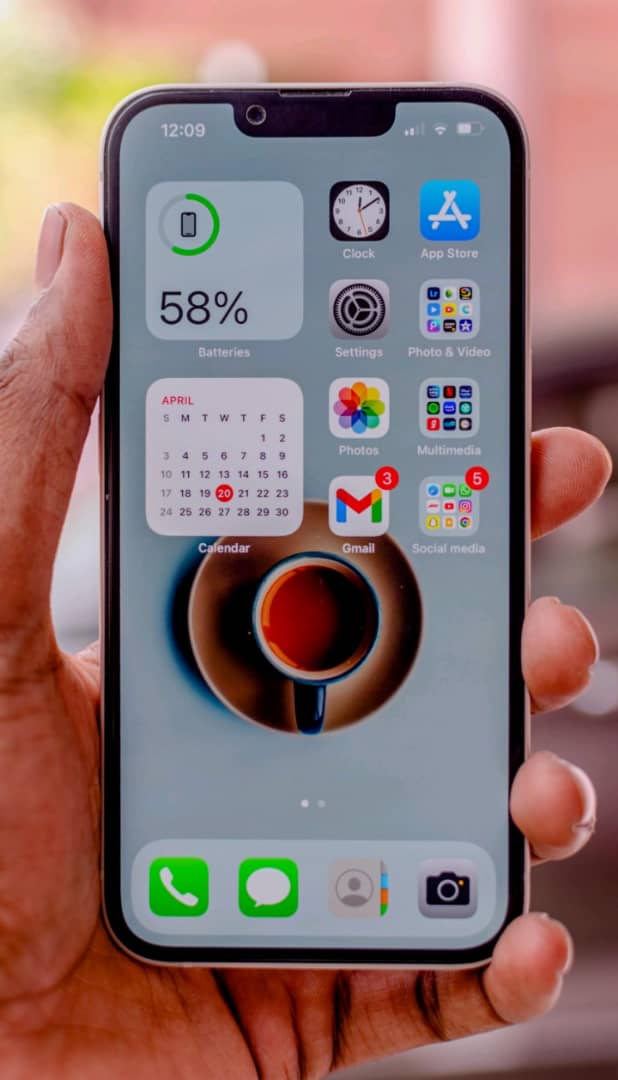 12:09
58%
Batteries
Clock
App Store
Settings
Photo & Video
APRIL
S M T W T F S
1 2
3 4 5 6 7 8 9
10 11 12 13 14 15 16
17 18 19 20 21 22 23
24 25 26 27 28 29 30
Calendar
Photos
Multimedia
3
5
Gmail
Social media